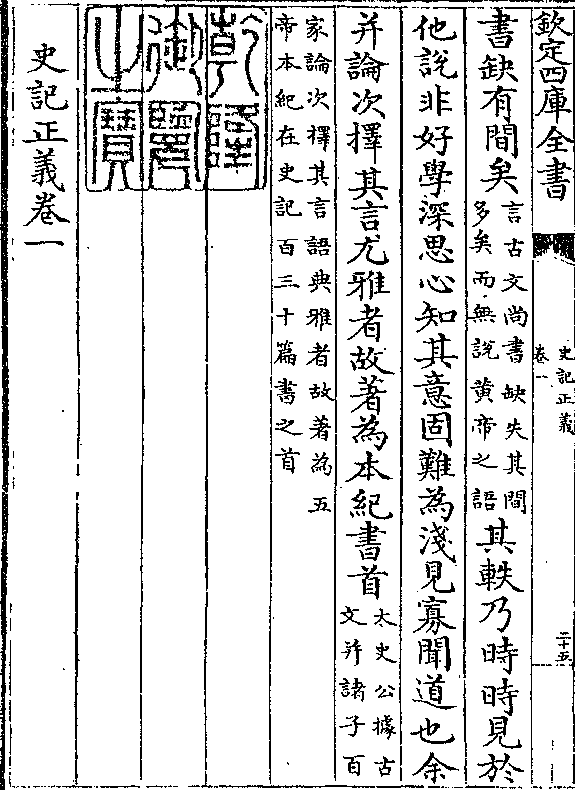 欽定四庫全書
史記正義
卷一
二十五
書缺有間矣
言古文尚書缺失其間
多矣而無說黃帝之語
其軼乃時時見於
他說非好學深思心知其意固難為淺見寡聞道也余
并論次擇其言尤雅者故著為本紀書首
太史公據古
文并諸子百
家論次擇其言語典雅者故著為五
帝本紀在史記百三十篇書之首
乾隆
御覽
之寶
史記正義卷一